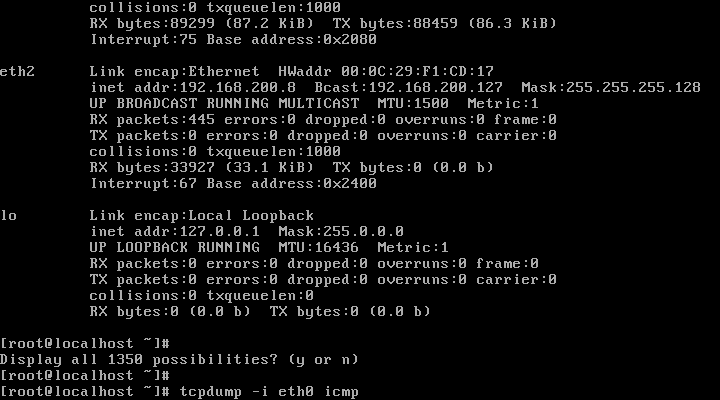 collisions:0 txqueuelen:1000
RX bytes:89299 (87.2 KiB)  TX bytes:88459 (86.3 KiB)
Interrupt:75 Base address:0x2080
eth2      Link encap:Ethernet  HWaddr 00:0C:29:F1:CD:17
inet addr:192.168.200.8  Bcast:192.168.200.127  Mask:255.255.255.128
UP BROADCAST RUNNING MULTICAST  MTU:1500  Metric:1
RX packets:445 errors:0 dropped:0 overruns:0 frame:0
TX packets:0 errors:0 dropped:0 overruns:0 carrier:0
collisions:0 txqueuelen:1000
RX bytes:33927 (33.1 KiB)  TX bytes:0 (0.0 b)
Interrupt:67 Base address:0x2400
lo        Link encap:Local Loopback
inet addr:127.0.0.1  Mask:255.0.0.0
UP LOOPBACK RUNNING  MTU:16436  Metric:1
RX packets:0 errors:0 dropped:0 overruns:0 frame:0
TX packets:0 errors:0 dropped:0 overruns:0 carrier:0
collisions:0 txqueuelen:0
RX bytes:0 (0.0 b)  TX bytes:0 (0.0 b)
[root@localhost ~]#
Display all 1350 possibilities? (y or n)
[root@localhost ~]#
[root@localhost ~]# tcpdump -i eth0 icmp